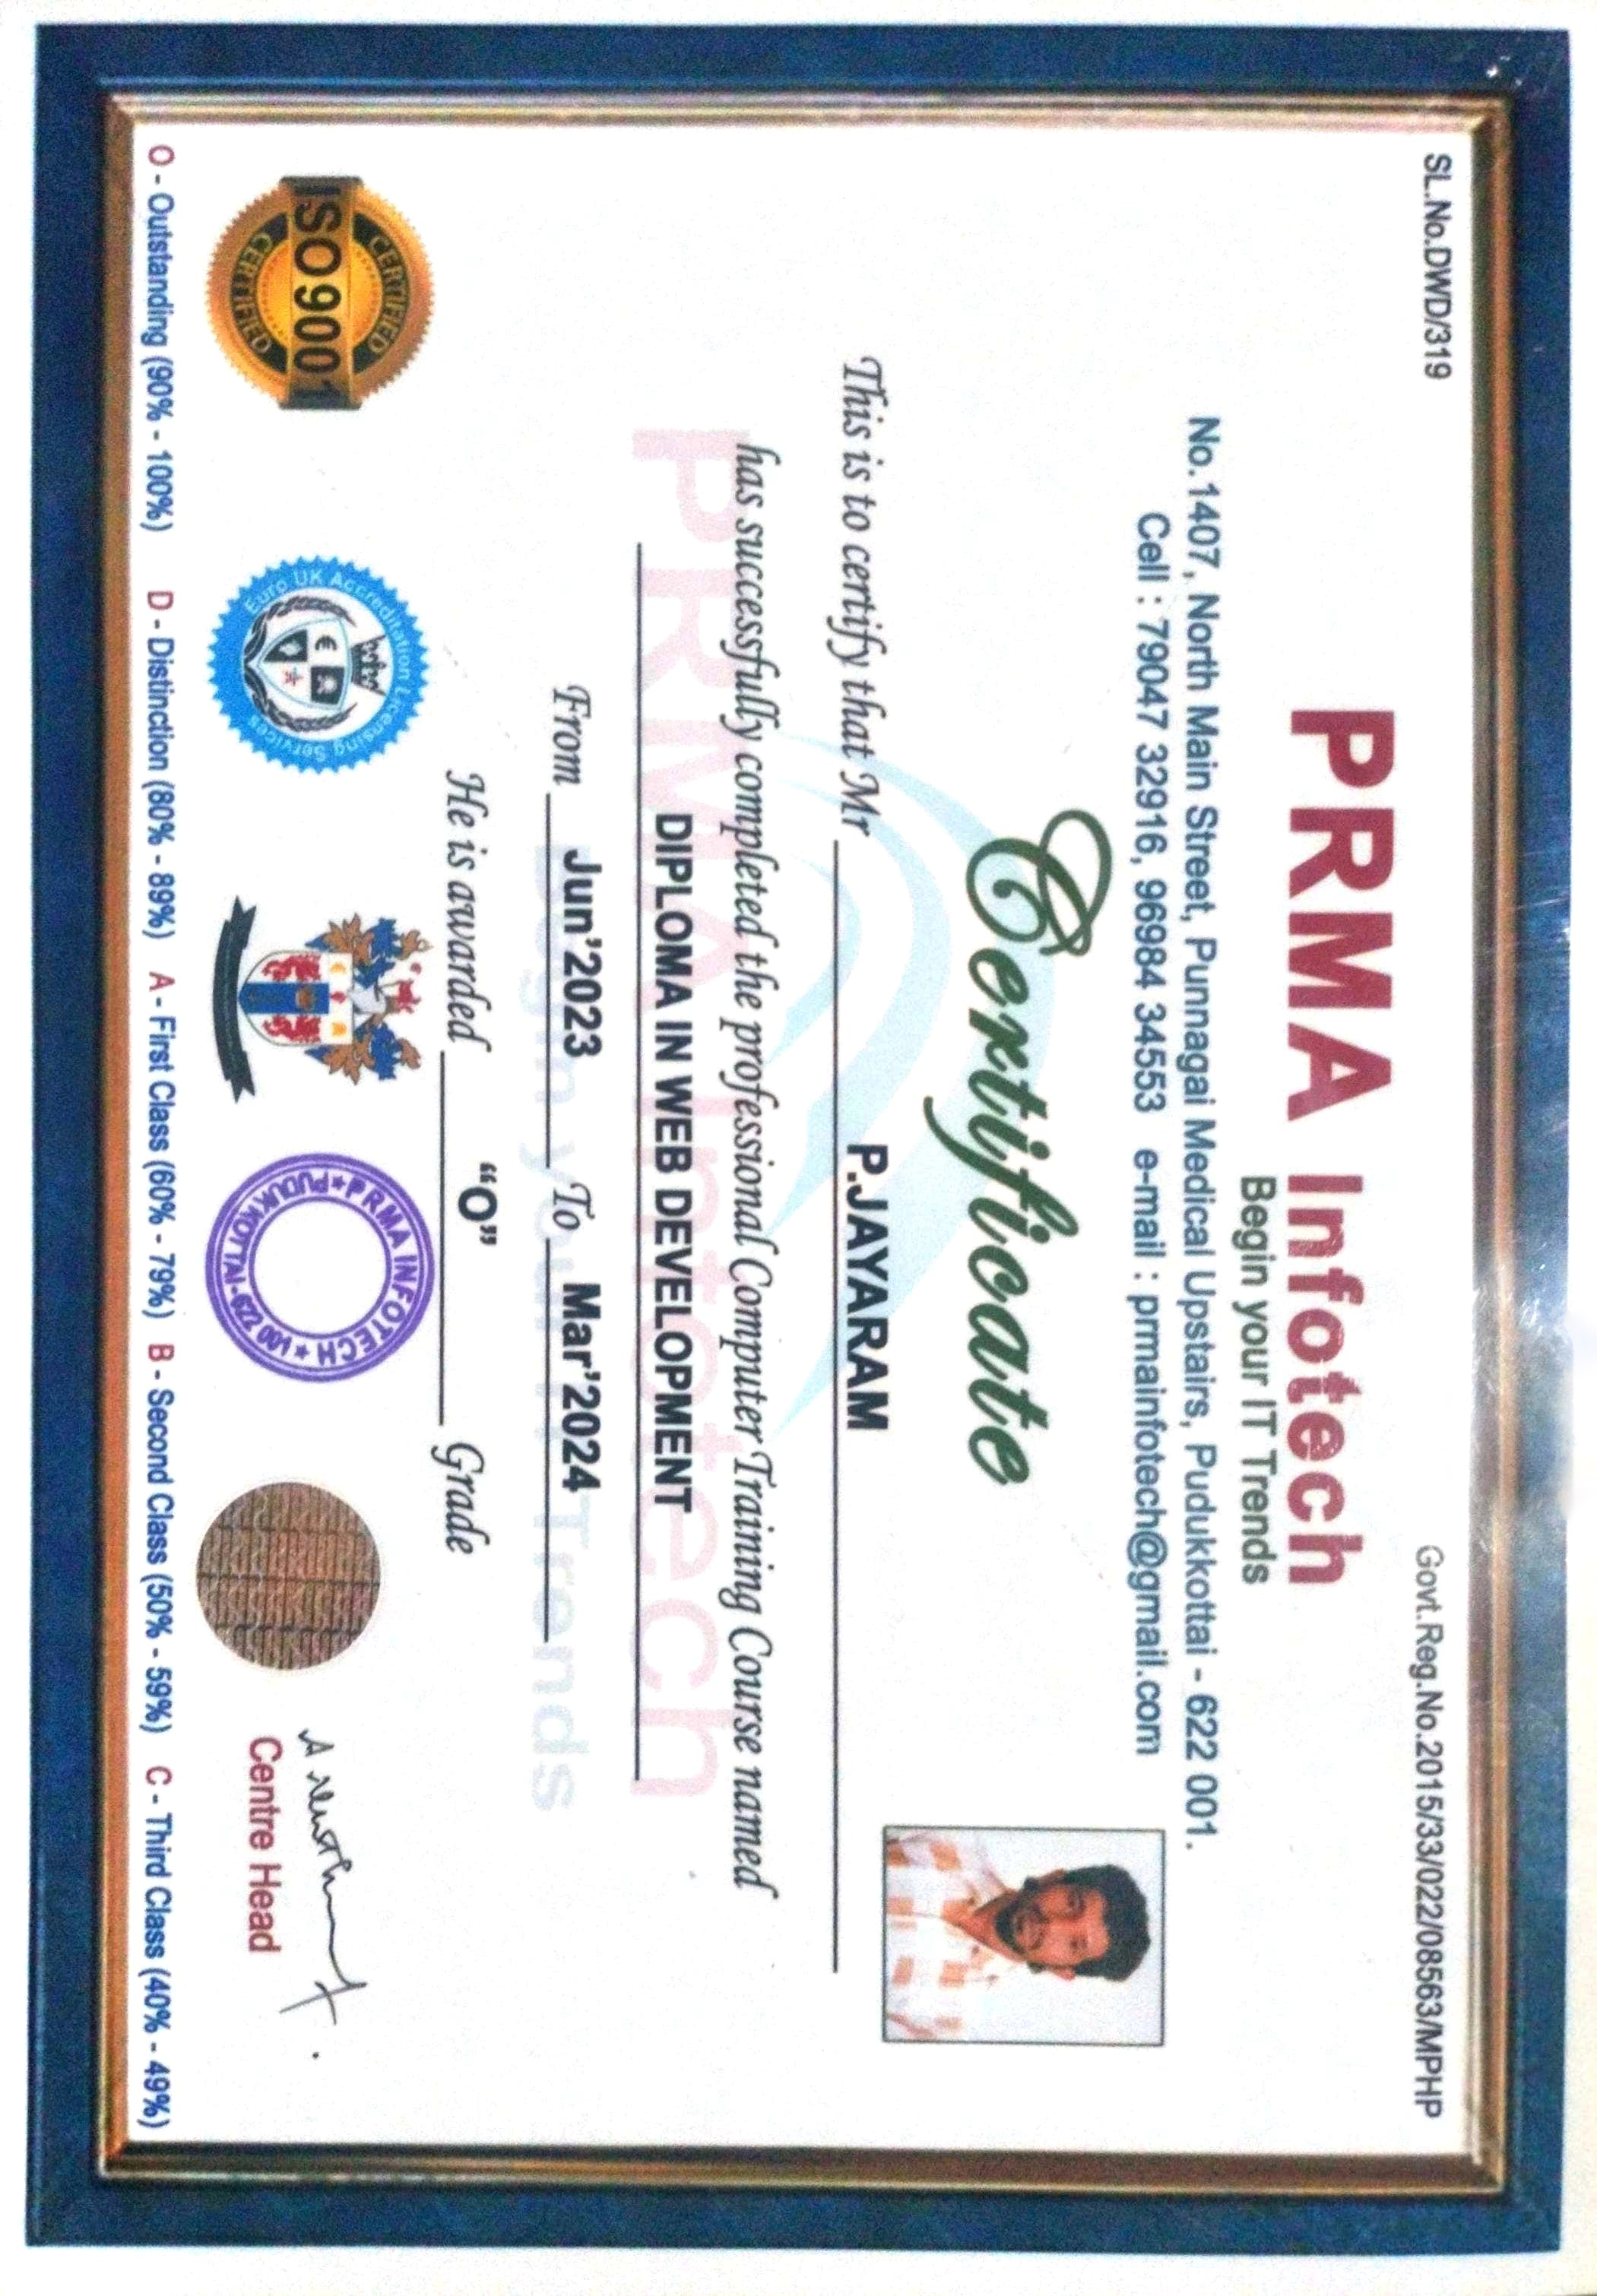 SL.No.DWD/319
Govt.Reg.No.2015/33/022/08563/MPHP
PRMA Infotech
Begin your IT Trends
No.1407, North Main Street, Punnagai Medical Upstairs, Pudukkottai - 622 001.
Cell : 79047 32916, 96984 34553 e-mail : prmainfotech@gmail.com
Certificate
This is to certify that Mr P.JAYARAM
has successfully completed the professional Computer Training Course named
PRMA Infotech
DIPLOMA IN WEB DEVELOPMENT
From Jun’2023 To Mar’2024
Begin your IT Trends
He is awarded “O” Grade
CERTIFIED
ISO 9001
CERTIFIED
Euro UK Accreditation Licensing Services
PRMA INFOTECH
PUDUKKOTTAI-622 001
Centre Head
O - Outstanding (90% - 100%) D - Distinction (80% - 89%) A - First Class (60% - 79%) B - Second Class (50% - 59%) C - Third Class (40% - 49%)